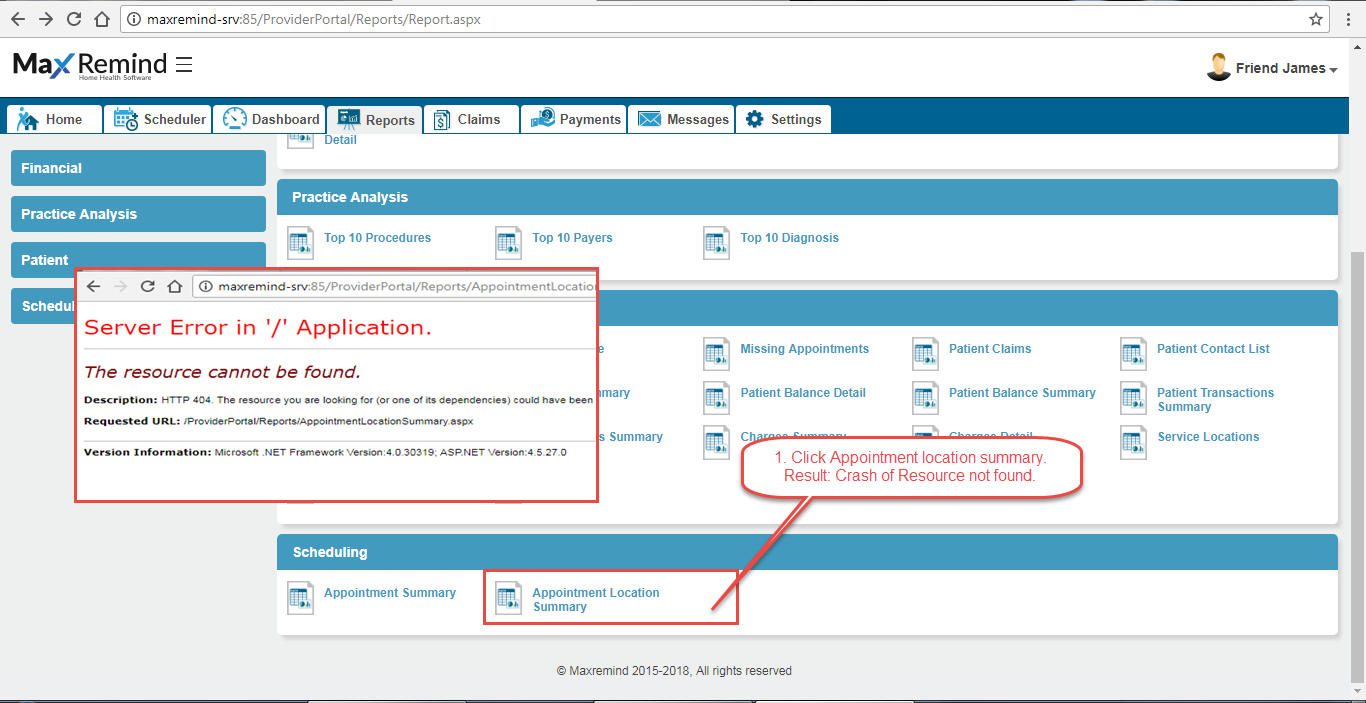 maxremind-srv:85/ProviderPortal/Reports/Report.aspx
MaxRemind
Home Health Software
Friend James
Home
Scheduler
Dashboard
Reports
Claims
Payments
Messages
Settings
Detail
Financial
Practice Analysis
Patient
Schedul
Practice Analysis
Top 10 Procedures
Top 10 Payers
Top 10 Diagnosis
maxremind-srv:85/ProviderPortal/Reports/AppointmentLocation
Server Error in '/' Application.
The resource cannot be found.
Description: HTTP 404. The resource you are looking for (or one of its dependencies) could have been
Requested URL: /ProviderPortal/Reports/AppointmentLocationSummary.aspx
Version Information: Microsoft .NET Framework Version:4.0.30319; ASP.NET Version:4.5.27.0
e
Missing Appointments
Patient Claims
Patient Contact List
mary
Patient Balance Detail
Patient Balance Summary
Patient Transactions
Summary
s Summary
Charges Summary
Charges Detail
Service Locations
1. Click Appointment location summary.
Result: Crash of Resource not found.
Scheduling
Appointment Summary
Appointment Location
Summary
© Maxremind 2015-2018, All rights reserved